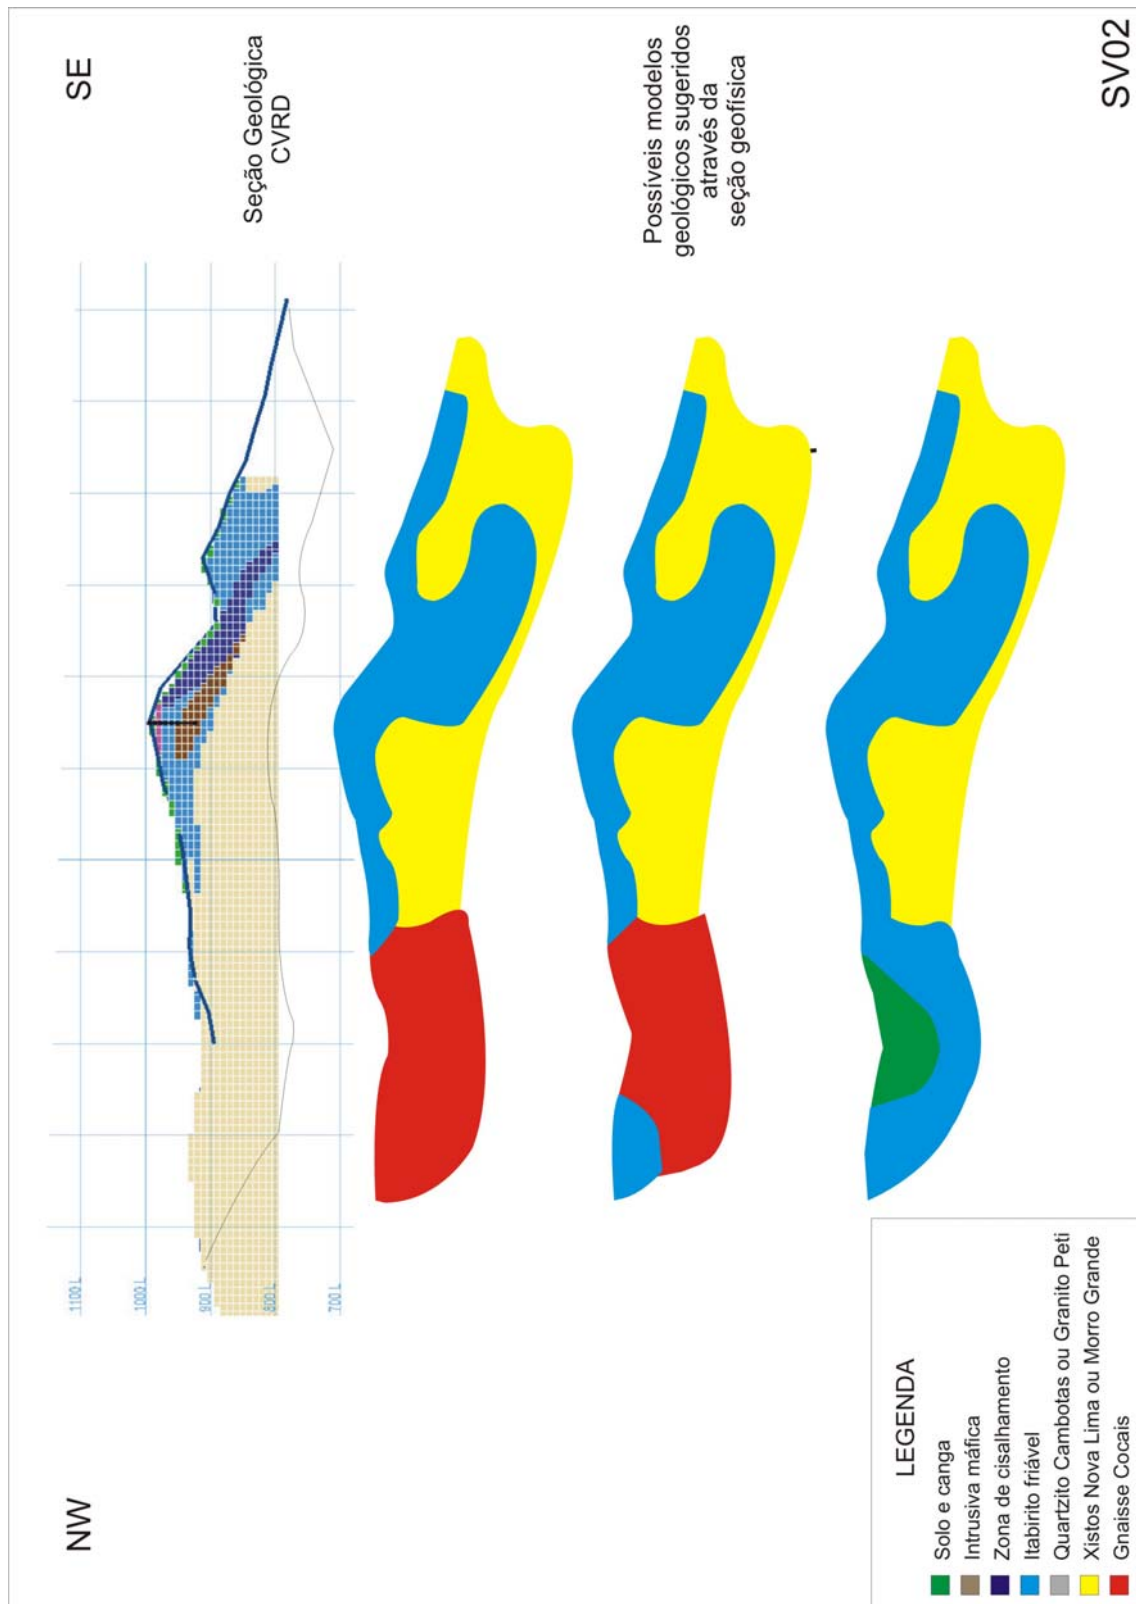 NW
SE
Seção Geológica
CVRD
1100 L
1000 L
900 L
800 L
700 L
Possíveis modelos
geológicos sugeridos
através da
seção geofísica
LEGENDA
Solo e canga
Intrusiva máfica
Zona de cisalhamento
Itabirito friável
Quartzito Cambotas ou Granito Peti
Xistos Nova Lima ou Morro Grande
Gnaisse Cocais
SV02